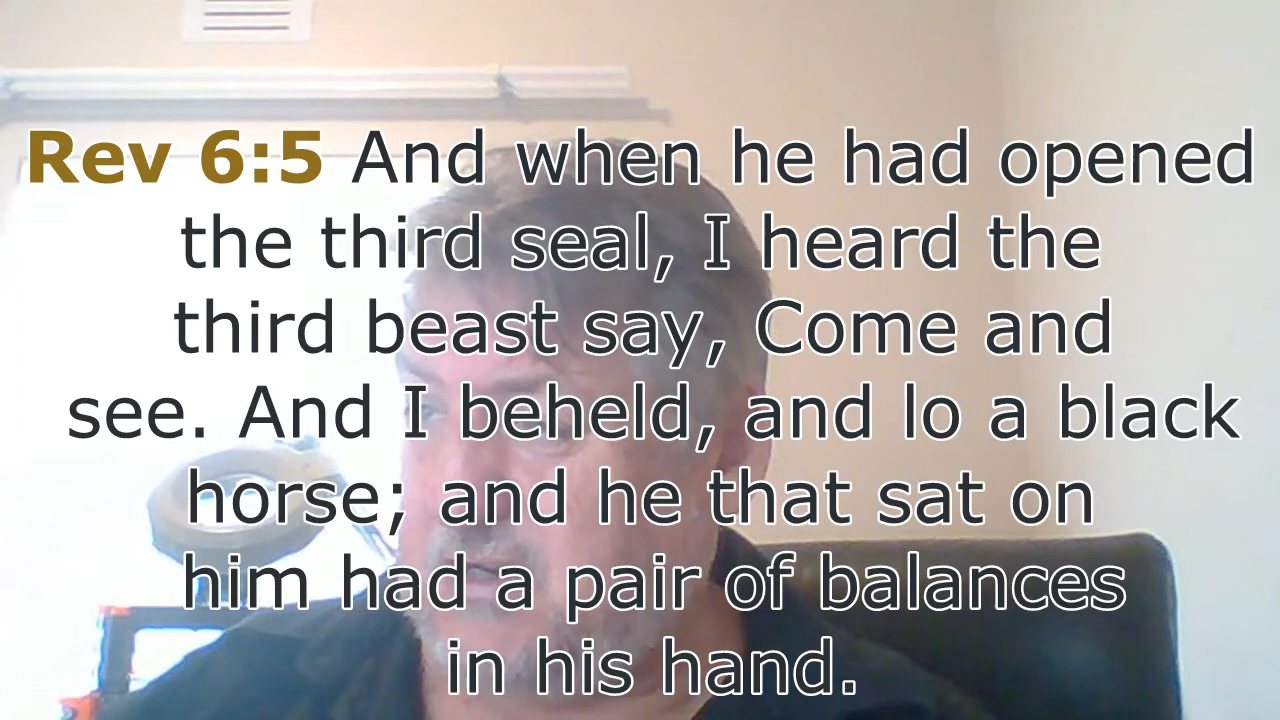 Rev 6:5 And when he had opened
the third seal, I heard the
third beast say, Come and
see. And I beheld, and lo a black
horse; and he that sat on
him had a pair of balances
in his hand.